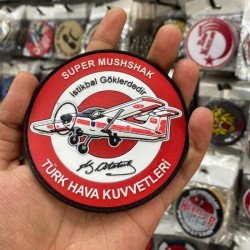 SUPER MUSHSHAK
İstikbal Göklerdedir
K. Atatürk
TÜRK HAVA KUVVETLERİ